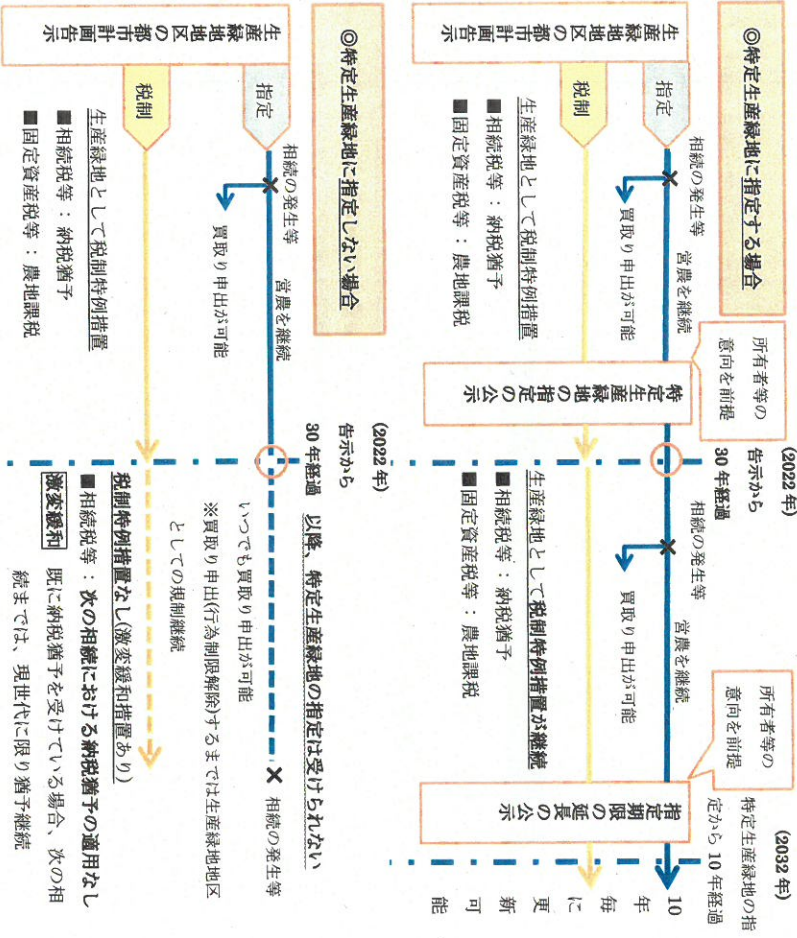 ◎特定生産緑地に指定する場合
(2022年)
告示から
30年経過
(2032年)
特定生産緑地の指
定から10年経過
所有者等の
意向を前提
所有者等の
意向を前提
生産緑地地区の都市計画告示
指定
相続の発生等
営農を継続
買取り申出が可能
税制
生産緑地として税制特例措置
■相続税等：納税猶予
■固定資産税等：農地課税
特定生産緑地の指定の公示
相続の発生等
営農を継続
買取り申出が可能
生産緑地として税制特例措置が継続
■相続税等：納税猶予
■固定資産税等：農地課税
指定期限の延長の公示
10年毎に更新可能
◎特定生産緑地に指定しない場合
(2022年)
告示から
30年経過
以降、特定生産緑地の指定は受けられない
生産緑地地区の都市計画告示
指定
相続の発生等
営農を継続
買取り申出が可能
税制
生産緑地として税制特例措置
■相続税等：納税猶予
■固定資産税等：農地課税
相続の発生等
いつでも買取り申出が可能
※買取り申出(行為制限解除)するまでは生産緑地地区
としての規制継続
税制特例措置なし(激変緩和措置あり)
■相続税等：次の相続における納税猶予の適用なし
激変緩和 既に納税猶予を受けている場合、次の相
続までは、現世代に限り猶予継続